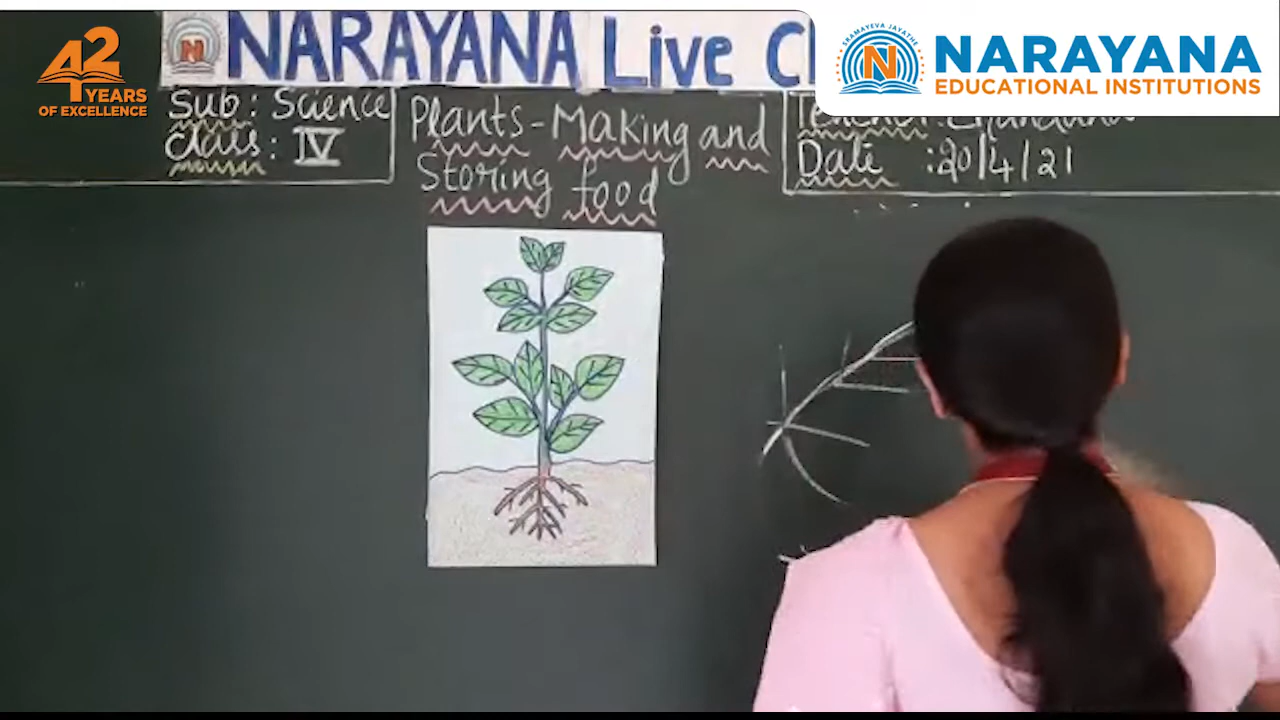 42
YEARS
OF EXCELLENCE
NARAYANA Live
SRAMAYEVA JAYATHE
N
NARAYANA
EDUCATIONAL INSTITUTIONS
N
Sub : Science
Class : IV
Plants - Making and
Storing food
Date : 20/4/21